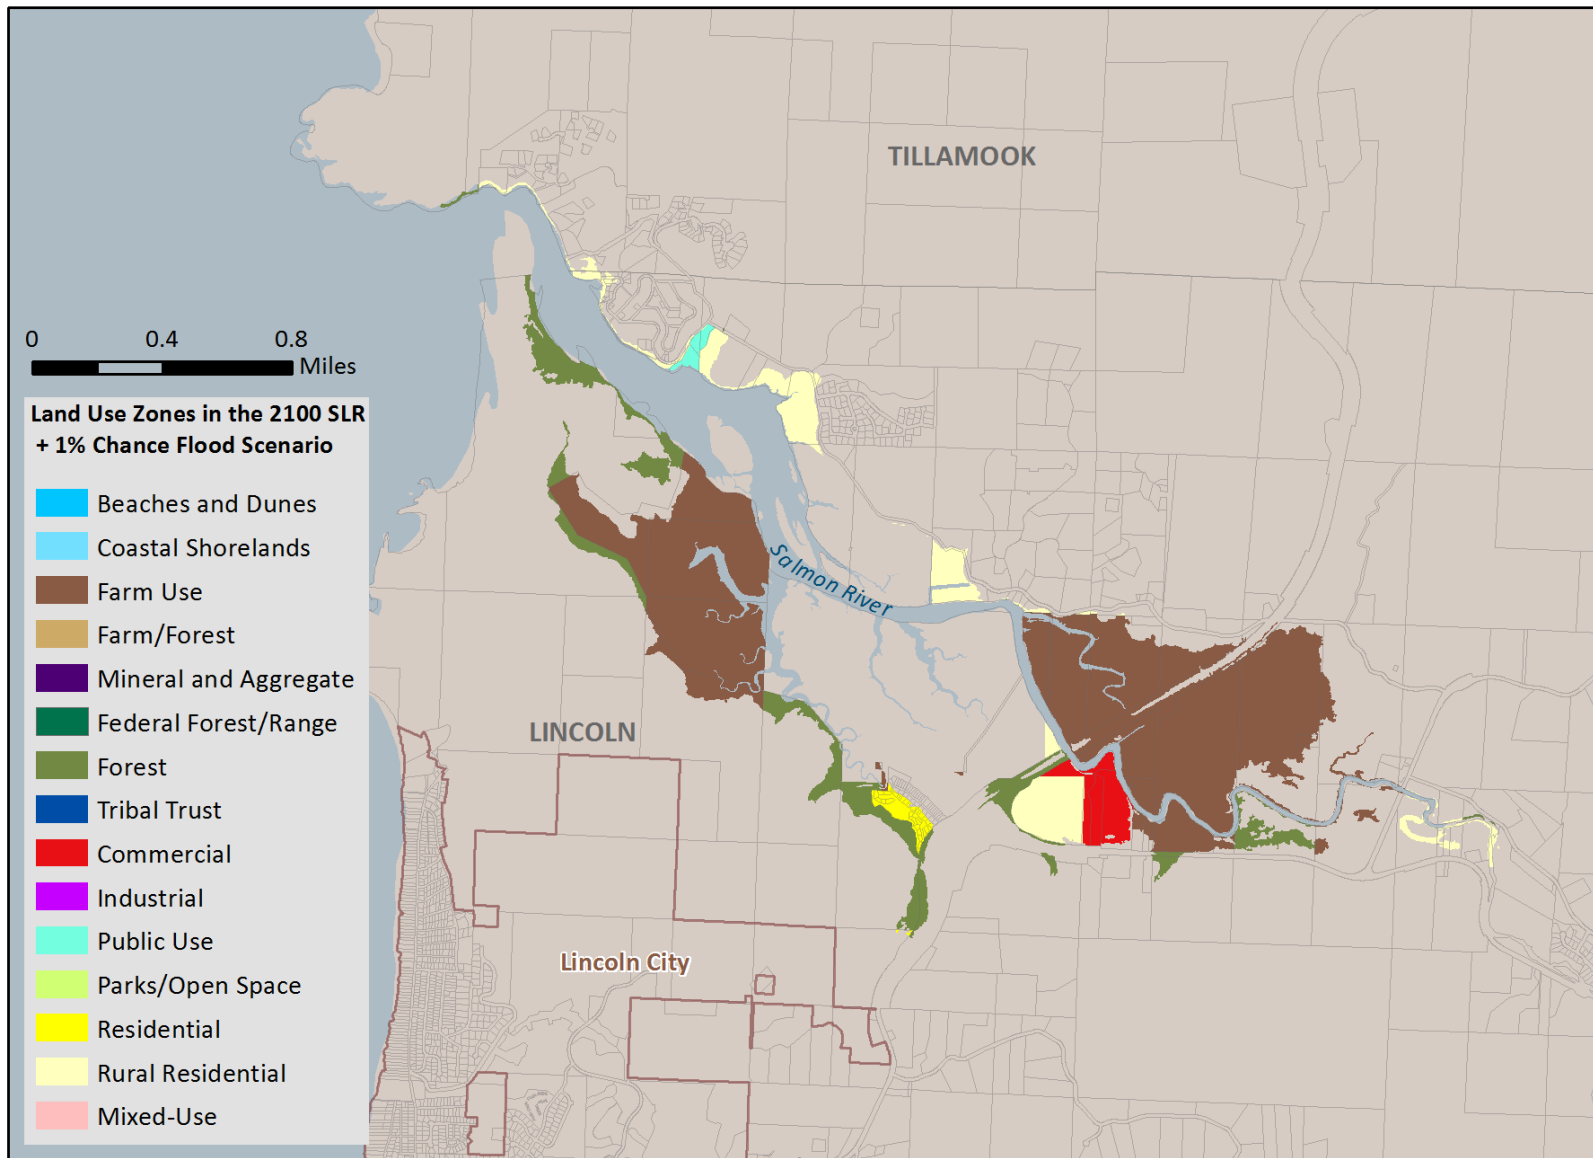 TILLAMOOK
0 0.4 0.8
Miles
Land Use Zones in the 2100 SLR
+ 1% Chance Flood Scenario
Beaches and Dunes
Coastal Shorelands
Farm Use
Farm/Forest
Mineral and Aggregate
Federal Forest/Range
Forest
Tribal Trust
Commercial
Industrial
Public Use
Parks/Open Space
Residential
Rural Residential
Mixed-Use
Salmon River
LINCOLN
Lincoln City